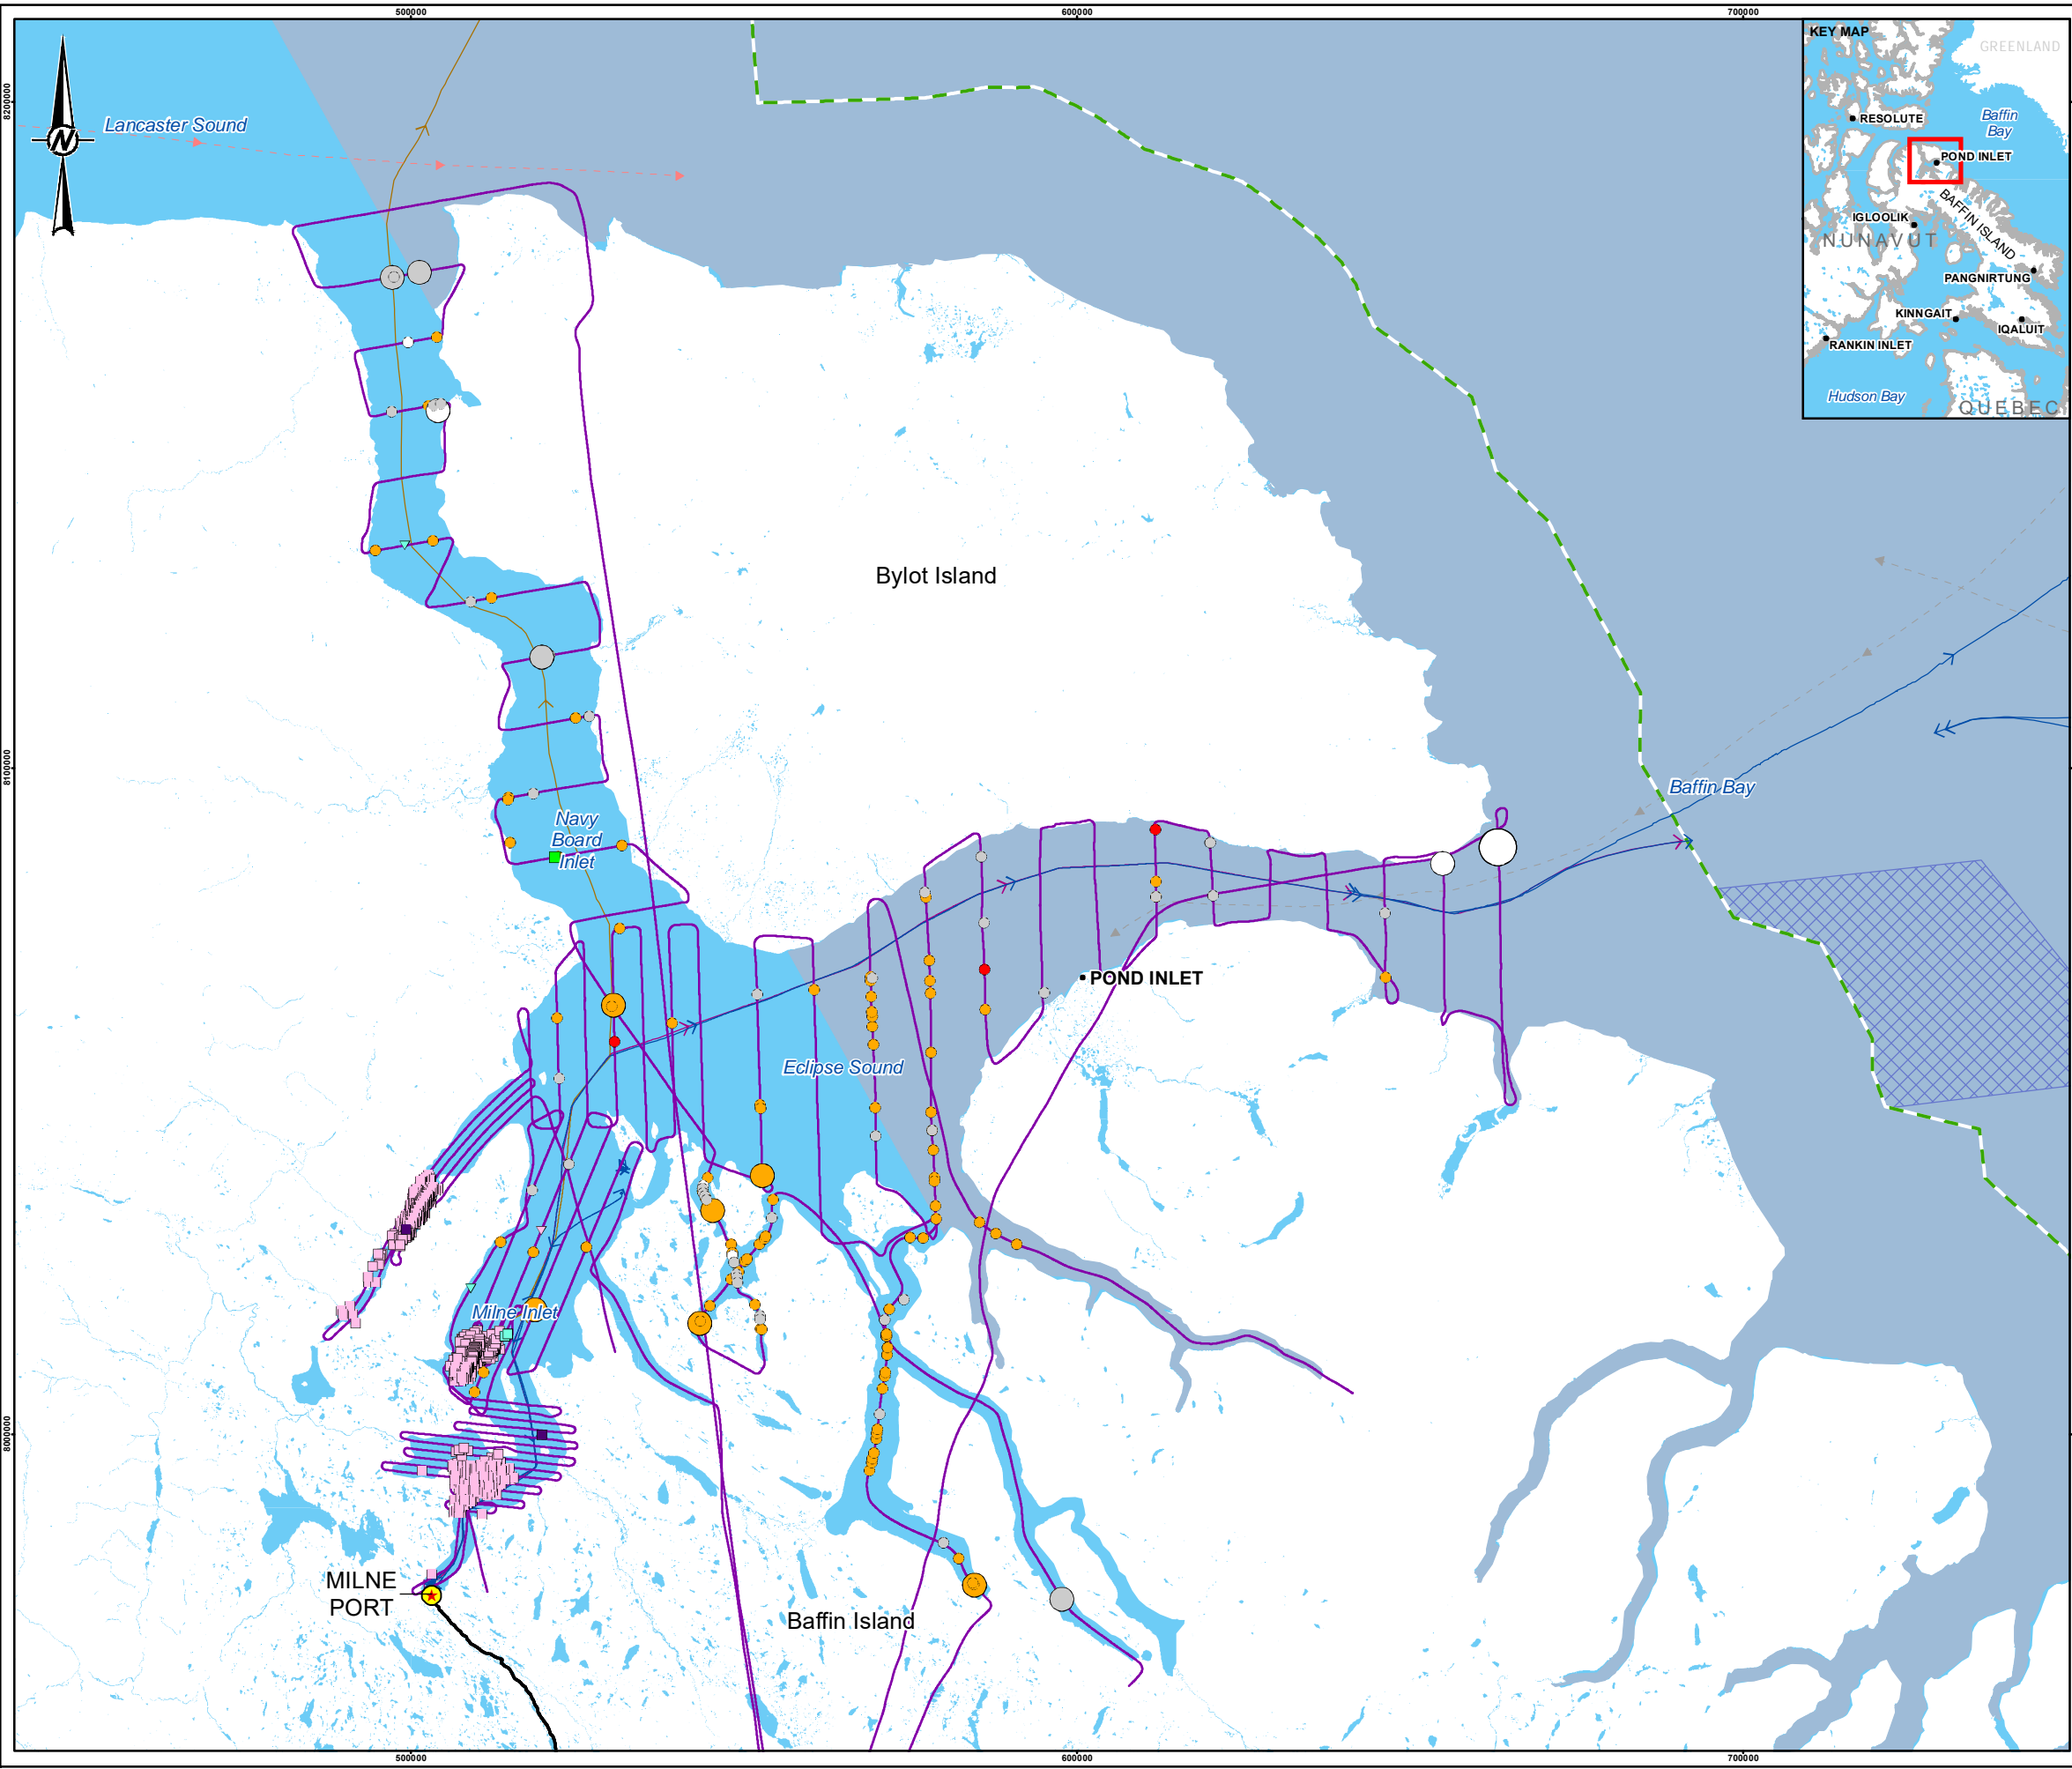 500000
600000
700000
8200000
8100000
8000000
N
Lancaster Sound
KEY MAP
GREENLAND
Baffin
Bay
RESOLUTE
POND INLET
BAFFIN ISLAND
IGLOOLIK
NUNAVUT
PANGNIRTUNG
KINNGAIT
IQALUIT
RANKIN INLET
Hudson Bay
QUEBEC
Bylot Island
Baffin Bay
Navy
Board
Inlet
POND INLET
Eclipse Sound
Milne Inlet
MILNE
PORT
Baffin Island
500000
600000
700000